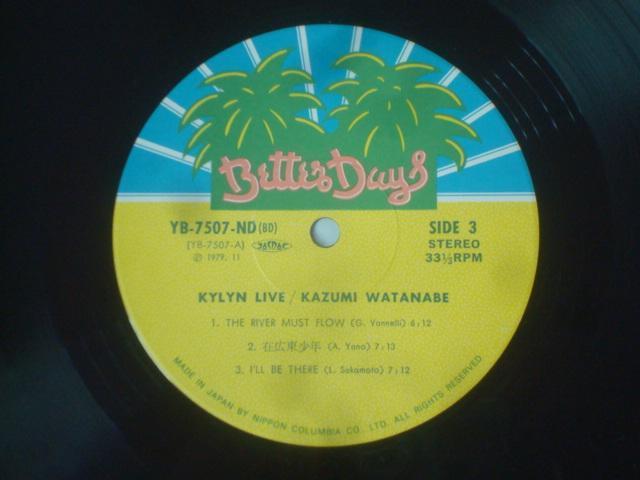 Better Days
YB-7507-ND (BD)
SIDE 3
[YB-7507-A]
STEREO
Ⓟ 1979. 11
33⅓RPM
KYLYN LIVE / KAZUMI WATANABE
1. THE RIVER MUST FLOW (G. Vannelli) 6;12
2. 在広東少年 (A. Yano) 7;13
3. I'LL BE THERE (L. Sakamoto) 7;12
MADE IN JAPAN BY NIPPON COLUMBIA CO., LTD. ALL RIGHTS RESERVED